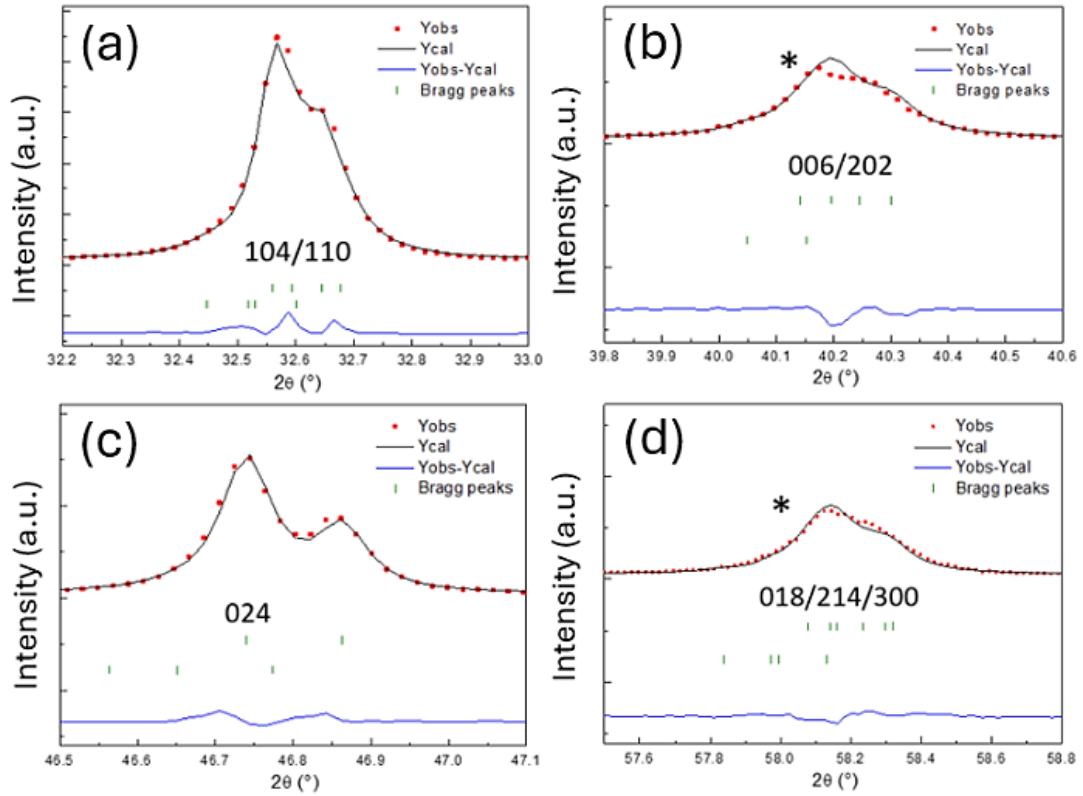 (a)
Yobs
Ycal
Yobs-Ycal
Bragg peaks
Intensity (a.u.)
104/110
32.2 32.3 32.4 32.5 32.6 32.7 32.8 32.9 33.0
2θ (°)
(b)
*
Yobs
Ycal
Yobs-Ycal
Bragg peaks
Intensity (a.u.)
006/202
39.8 39.9 40.0 40.1 40.2 40.3 40.4 40.5 40.6
2θ (°)
(c)
Yobs
Ycal
Yobs-Ycal
Bragg peaks
Intensity (a.u.)
024
46.5 46.6 46.7 46.8 46.9 47.0 47.1
2θ (°)
(d)
*
Yobs
Ycal
Yobs-Ycal
Bragg peaks
Intensity (a.u.)
018/214/300
57.6 57.8 58.0 58.2 58.4 58.6 58.8
2θ (°)